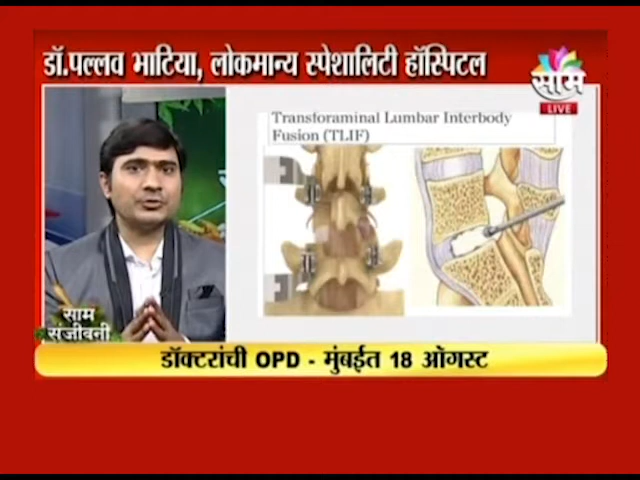 डॉ.पल्लव भाटिया, लोकमान्य स्पेशालिटी हॉस्पिटल
साम
LIVE
Transforaminal Lumbar Interbody
Fusion (TLIF)
साम
संजीवनी
डॉक्टरांची OPD - मुंबईत 18 ऑगस्ट